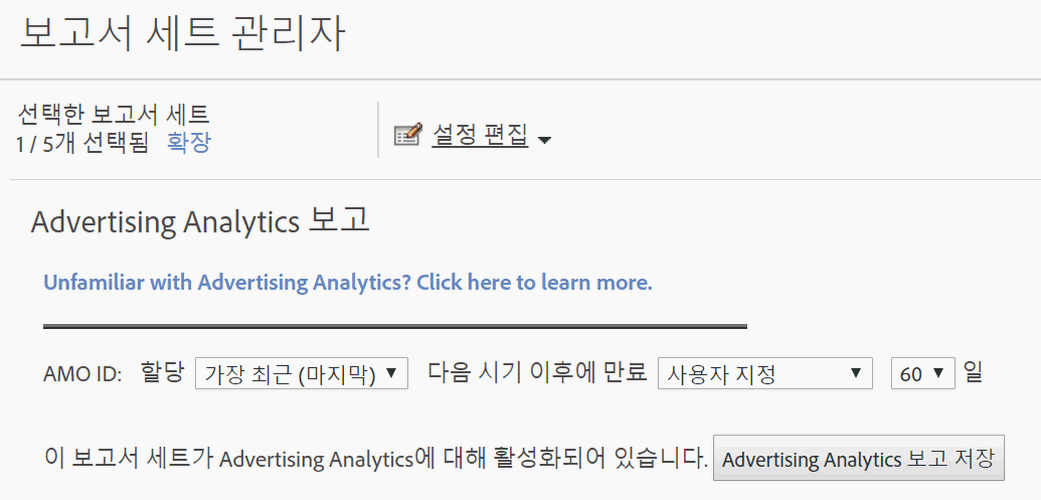 보고서 세트 관리자
선택한 보고서 세트
1 / 5개 선택됨 확장
설정 편집
Advertising Analytics 보고
Unfamiliar with Advertising Analytics? Click here to learn more.
AMO ID: 할당 가장 최근 (마지막) 다음 시기 이후에 만료 사용자 지정 60 일
이 보고서 세트가 Advertising Analytics에 대해 활성화되어 있습니다. Advertising Analytics 보고 저장